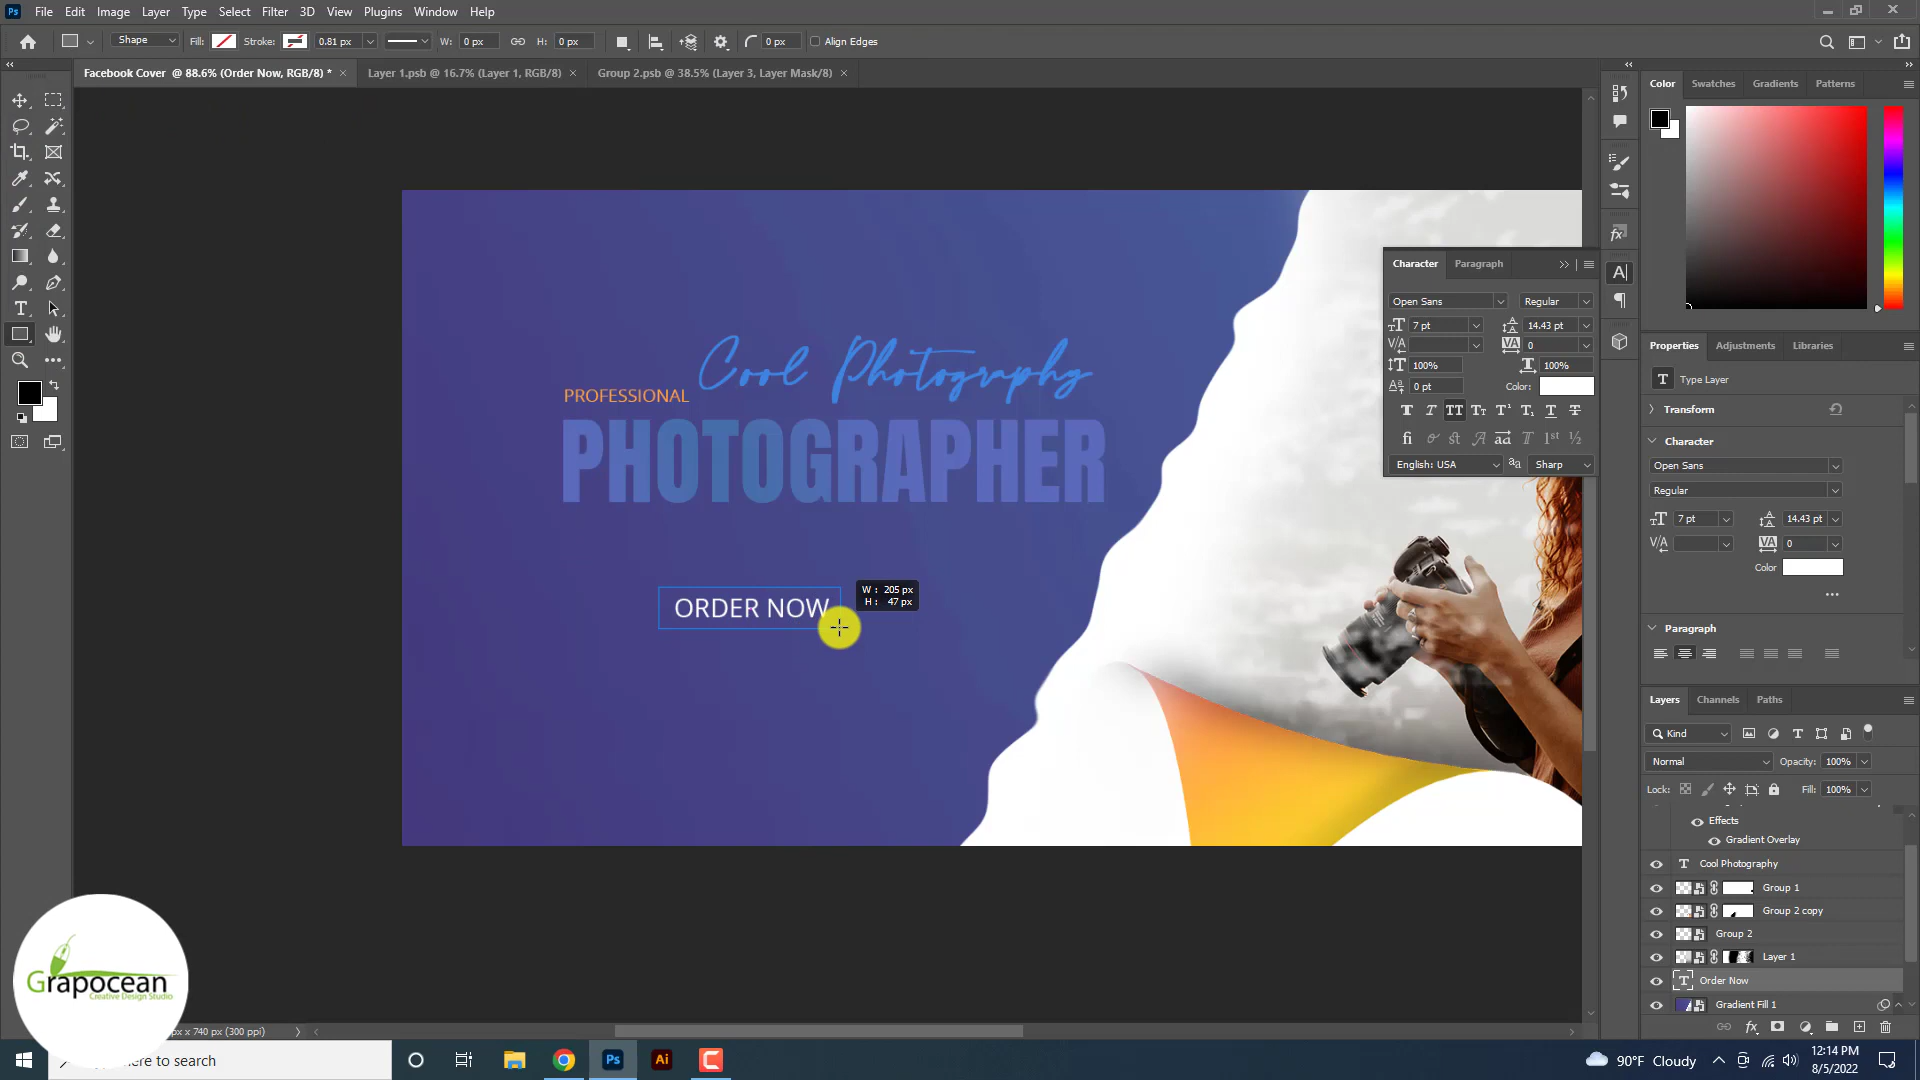 Ps File Edit Image Layer Type Select Filter 3D View Plugins Window Help
Shape Fill: Stroke: 0.81 px W: 0 px H: 0 px 0 px Align Edges
Facebook Cover @ 88.6% (Order Now, RGB/8) * × Layer 1.psb @ 16.7% (Layer 1, RGB/8) × Group 2.psb @ 38.5% (Layer 3, Layer Mask/8) ×
Color Swatches Gradients Patterns
Character Paragraph
Open Sans Regular
7 pt 14.43 pt
0
100% 100%
0 pt Color:
English: USA Sharp
Cool Photography
PROFESSIONAL
PHOTOGRAPHER
ORDER NOW
W: 205 px
H: 47 px
Properties Adjustments Libraries
T Type Layer
Transform
Character
Open Sans
Regular
7 pt 14.43 pt
0
Color
Paragraph
Layers Channels Paths
Kind
Normal Opacity: 100%
Lock: Fill: 100%
Effects
Gradient Overlay
T Cool Photography
Group 1
Group 2 copy
Group 2
Layer 1
T Order Now
Gradient Fill 1
Grapocean
Creative Design Studio
px x 740 px (300 ppi)
here to search
Ps Ai
90°F Cloudy
12:14 PM
8/5/2022